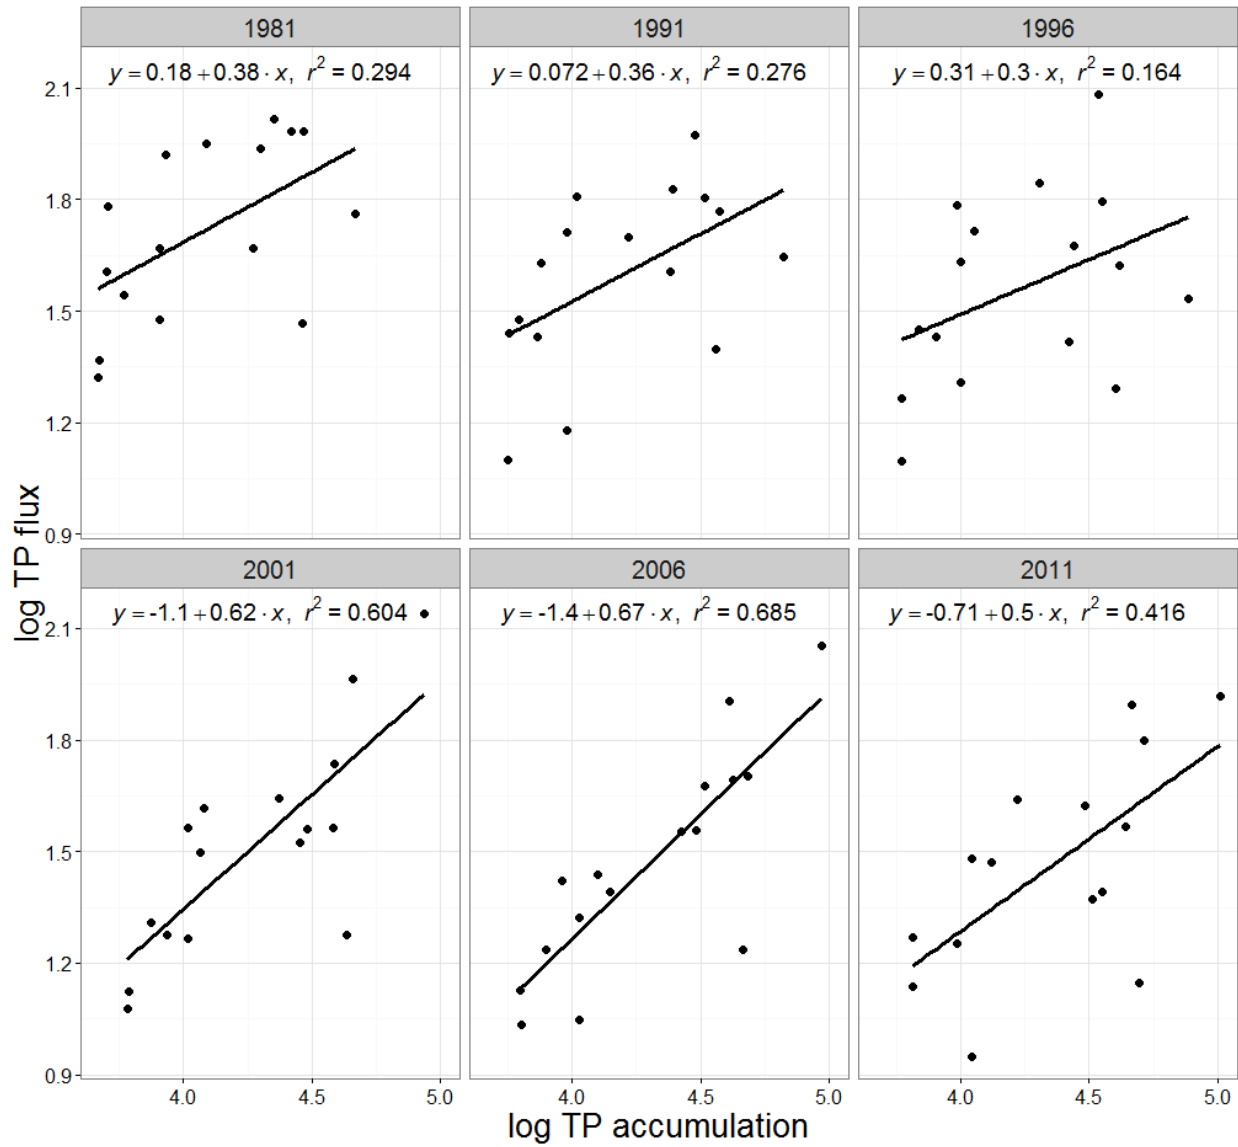 1981 1991 1996
y = 0.18 + 0.38 · x, r² = 0.294 y = 0.072 + 0.36 · x, r² = 0.276 y = 0.31 + 0.3 · x, r² = 0.164
2.1
1.8
1.5
1.2
0.9
log TP flux
2001 2006 2011
y = -1.1 + 0.62 · x, r² = 0.604 y = -1.4 + 0.67 · x, r² = 0.685 y = -0.71 + 0.5 · x, r² = 0.416
2.1
1.8
1.5
1.2
0.9
4.0 4.5 5.0 4.0 4.5 5.0 4.0 4.5 5.0
log TP accumulation